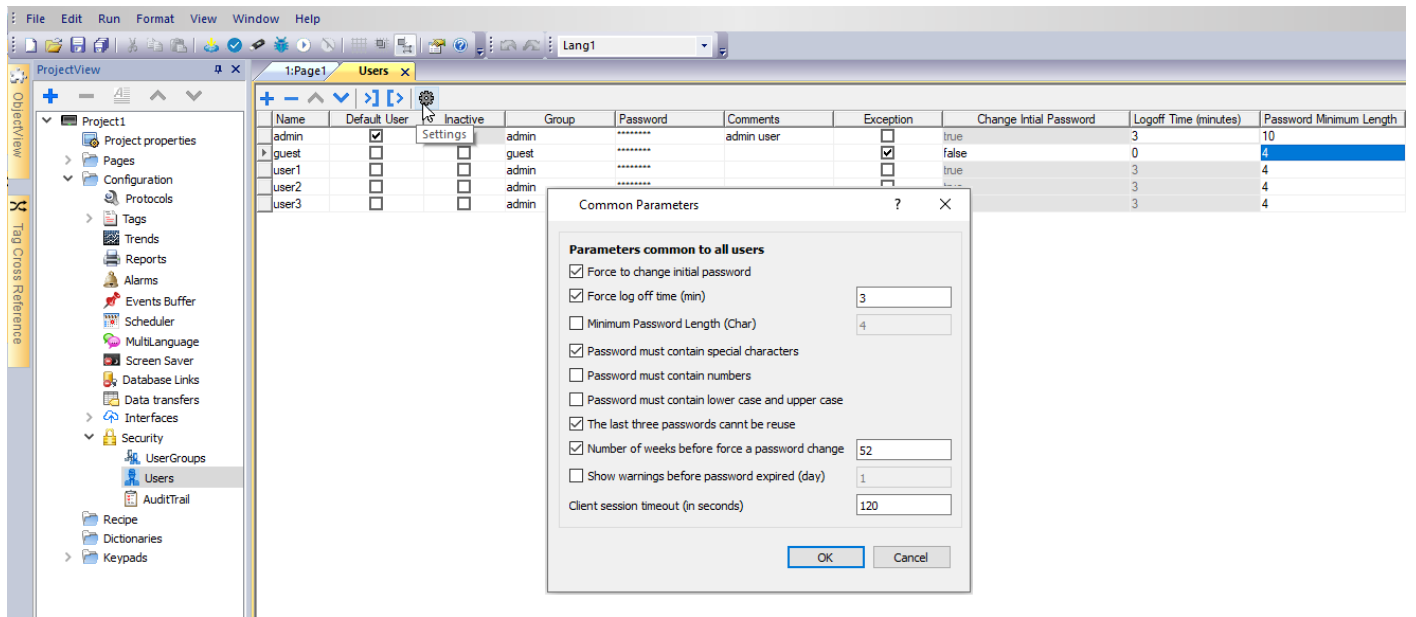 File Edit Run Format View Window Help
Lang1
ObjectView
Tag Cross Reference
ProjectView
Project1
Project properties
Pages
Configuration
Protocols
Tags
Trends
Reports
Alarms
Events Buffer
Scheduler
MultiLanguage
Screen Saver
Database Links
Data transfers
Interfaces
Security
UserGroups
Users
AuditTrail
Recipe
Dictionaries
Keypads
1:Page1 Users
Name Default User Inactive Group Password Comments Exception Change Intial Password Logoff Time (minutes) Password Minimum Length
Settings
admin admin ******** admin user true 3 10
guest guest ******** false 0 4
user1 admin ******** true 3 4
user2 admin ******** 3 4
user3 admin 3 4
Common Parameters ?
Parameters common to all users
Force to change initial password
Force log off time (min) 3
Minimum Password Length (Char) 4
Password must contain special characters
Password must contain numbers
Password must contain lower case and upper case
The last three passwords cannt be reuse
Number of weeks before force a password change 52
Show warnings before password expired (day) 1
Client session timeout (in seconds) 120
OK Cancel